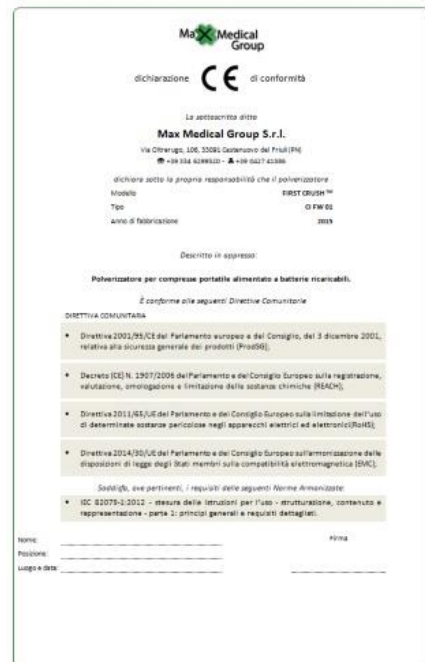 Max Medical
Group
dichiarazione CE di conformità
La sottoscritta ditta
Max Medical Group S.r.l.
Via Oltrerugo, 106, 33091 Castelnuovo del Friuli (PN)
dichiara sotto la propria responsabilità che il polverizzatore
Modello FIRST CRUSH ™
Tipo CI FW 01
Anno di fabbricazione 2019
Descritto in appresso:
Polverizzatore per compresse portatile alimentato a batterie ricaricabili.
È conforme alle seguenti Direttive Comunitarie
DIRETTIVA COMUNITARIA
• Direttiva 2001/95/CE del Parlamento europeo e del Consiglio, del 3 dicembre 2001,
relativa alla sicurezza generale dei prodotti (ProdSG);
• Decreto (CE) N. 1907/2006 del Parlamento e del Consiglio Europeo sulla registrazione,
valutazione, omologazione e limitazione delle sostanze chimiche (REACH);
• Direttiva 2011/65/UE del Parlamento e del Consiglio Europeo sulla limitazione dell'uso
di determinate sostanze pericolose negli apparecchi elettrici ed elettronici(RoHS);
• Direttiva 2014/30/UE del Parlamento e del Consiglio Europeo sull'armonizzazione delle
disposizioni di legge degli Stati membri sulla compatibilità elettromagnetica (EMC);
Soddisfa, ove pertinenti, i requisiti delle seguenti Norme Armonizzate:
• IEC 82079-1:2012 - stesura delle istruzioni per l'uso - strutturazione, contenuto e
rappresentazione - parte 1: principi generali e requisiti dettagliati.
Nome: Firma
Posizione:
Luogo e data: